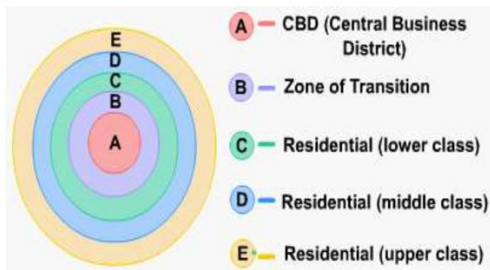 E
D
C
B
A
A CBD (Central Business
District)
B Zone of Transition
C Residential (lower class)
D Residential (middle class)
E Residential (upper class)